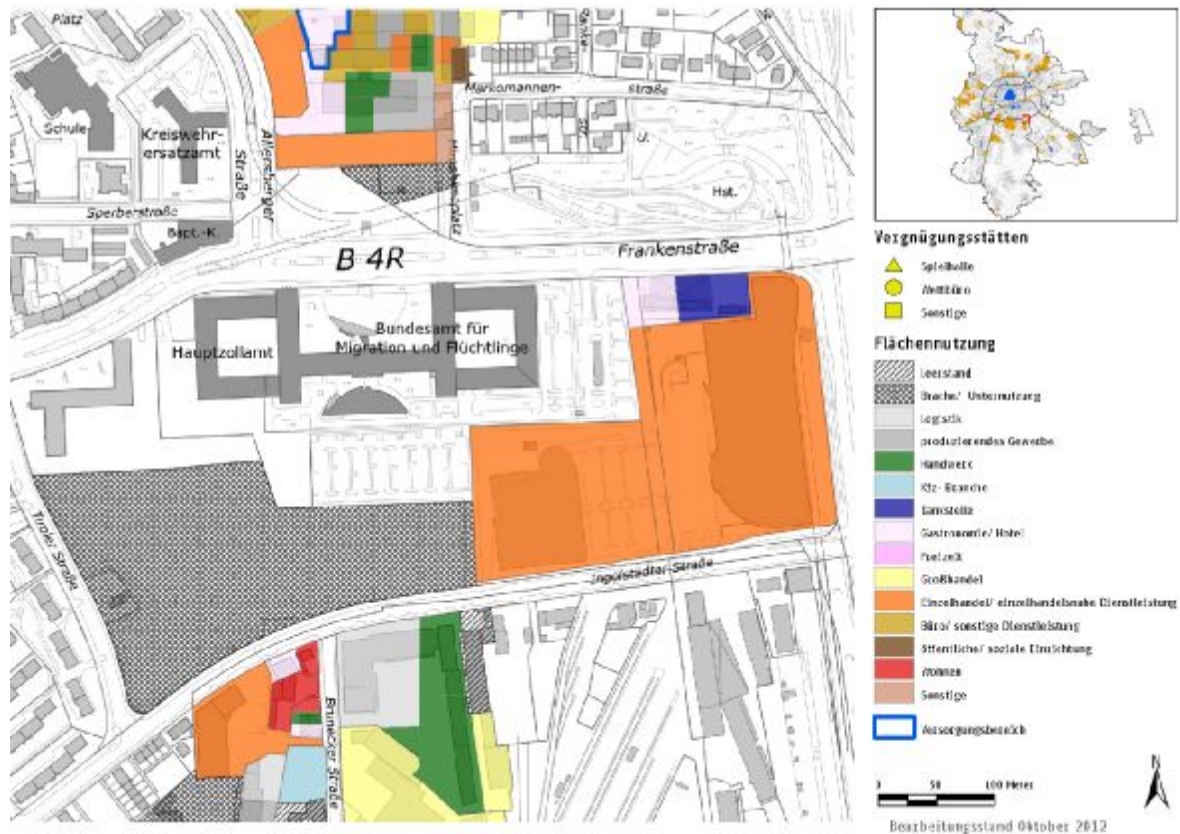 Platz
Schule
Kreiswehr-
ersatzamt
Allersberger
Straße
Markomannen-
straße
Str.
Hst.
Sperberstraße
Bapt.-K.
B 4R
Frankenstraße
Hauptzollamt
Bundesamt für
Migration und Flüchtlinge
Tiroler Straße
Ingolstädter Straße
Brunecker Straße
Vergnügungsstätten
Spielhalle
Wettbüro
Sonstige
Flächennutzung
Leerstand
Brache/ Unternutzung
Logistik
produzierendes Gewerbe
Handwerk
Kfz- Branche
Tankstelle
Gastronomie/ Hotel
Freizeit
Großhandel
Einzelhandel/ einzelhandelsnahe Dienstleistung
Büro/ sonstige Dienstleistung
öffentliche/ soziale Einrichtung
Wohnen
Sonstige
Versorgungsbereich
N
0 50 100 Meter
Bearbeitungsstand Oktober 2012